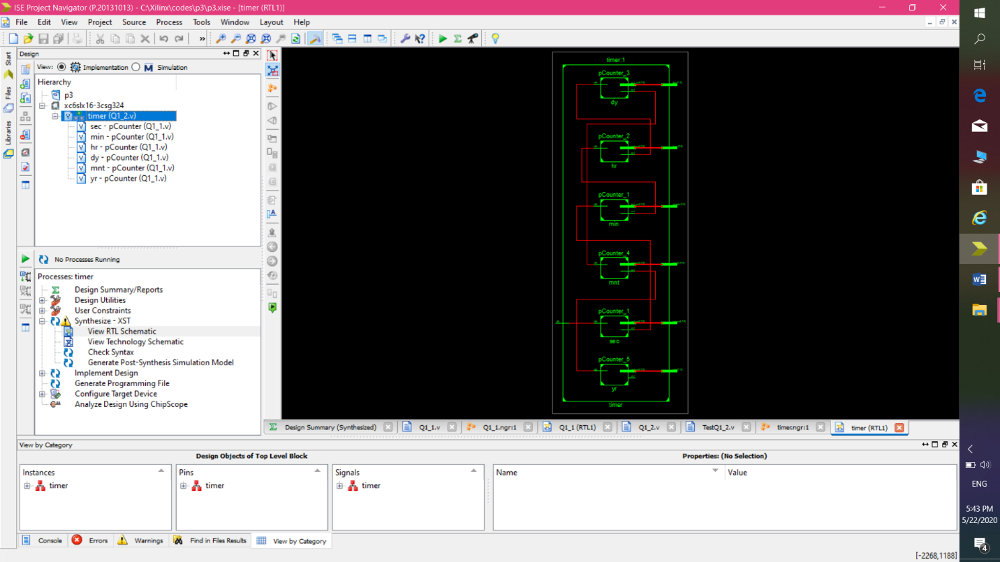 ISE Project Navigator (P.20131013) - C:\Xilinx\codes\p3\p3.xise - [timer (RTL1)]
File Edit View Project Source Process Tools Window Layout Help
Start
Files
Libraries
Design
View: Implementation Simulation
Hierarchy
p3
xc6slx16-3csg324
timer (Q1_2.v)
sec - pCounter (Q1_1.v)
min - pCounter (Q1_1.v)
hr - pCounter (Q1_1.v)
dy - pCounter (Q1_1.v)
mnt - pCounter (Q1_1.v)
yr - pCounter (Q1_1.v)
No Processes Running
Processes: timer
Design Summary/Reports
Design Utilities
User Constraints
Synthesize - XST
View RTL Schematic
View Technology Schematic
Check Syntax
Generate Post-Synthesis Simulation Model
Implement Design
Generate Programming File
Configure Target Device
Analyze Design Using ChipScope
timer:1
pCounter_3
dy
pCounter_2
hr
pCounter_1
min
pCounter_4
mnt
pCounter_1
sec
pCounter_5
yr
timer
Design Summary (Synthesized) Q1_1.v Q1_1.ngr:1 Q1_1 (RTL1) Q1_2.v TestQ1_2.v timer.ngr:1 timer (RTL1)
View by Category
Design Objects of Top Level Block Properties: (No Selection)
Instances Pins Signals Name Value
timer timer timer
Console Errors Warnings Find in Files Results View by Category
[-2268,1188]
ENG
5:43 PM
5/22/2020
4